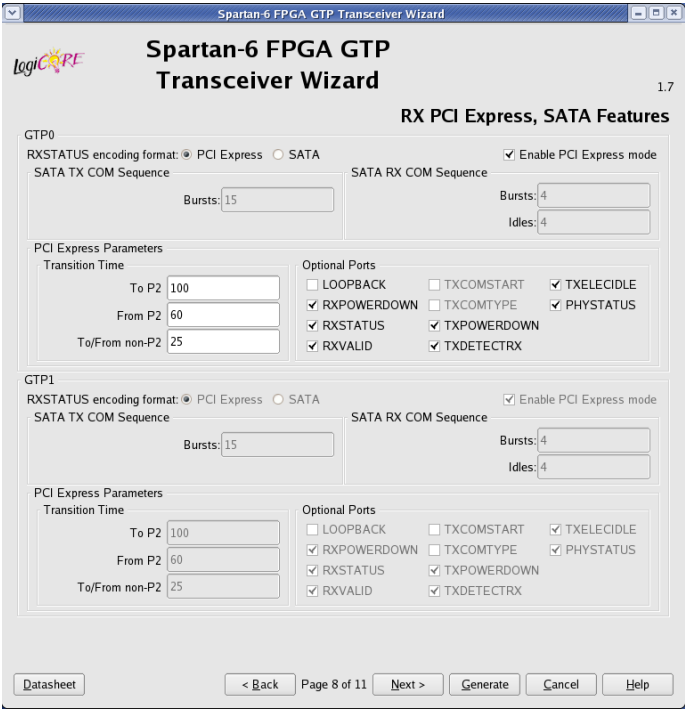 Spartan-6 FPGA GTP Transceiver Wizard
LogiCORE
Spartan-6 FPGA GTP
Transceiver Wizard
1.7
RX PCI Express, SATA Features
GTP0
RXSTATUS encoding format: PCI Express SATA Enable PCI Express mode
SATA TX COM Sequence
Bursts: 15
SATA RX COM Sequence
Bursts: 4
Idles: 4
PCI Express Parameters
Transition Time
To P2 100
From P2 60
To/From non-P2 25
Optional Ports
LOOPBACK TXCOMSTART TXELECIDLE
RXPOWERDOWN TXCOMTYPE PHYSTATUS
RXSTATUS TXPOWERDOWN
RXVALID TXDETECTRX
GTP1
RXSTATUS encoding format: PCI Express SATA Enable PCI Express mode
SATA TX COM Sequence
Bursts: 15
SATA RX COM Sequence
Bursts: 4
Idles: 4
PCI Express Parameters
Transition Time
To P2 100
From P2 60
To/From non-P2 25
Optional Ports
LOOPBACK TXCOMSTART TXELECIDLE
RXPOWERDOWN TXCOMTYPE PHYSTATUS
RXSTATUS TXPOWERDOWN
RXVALID TXDETECTRX
Datasheet < Back Page 8 of 11 Next > Generate Cancel Help